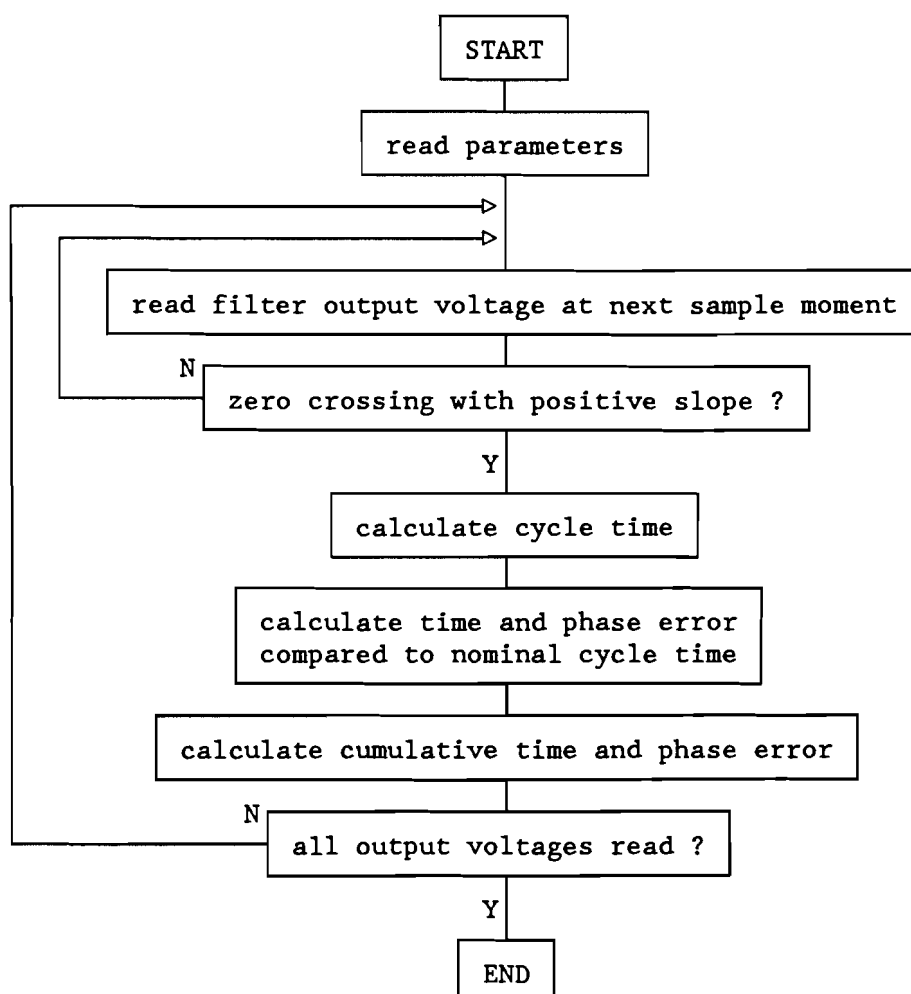 START
read parameters
read filter output voltage at next sample moment
N
zero crossing with positive slope ?
Y
calculate cycle time
calculate time and phase error
compared to nominal cycle time
calculate cumulative time and phase error
N
all output voltages read ?
Y
END